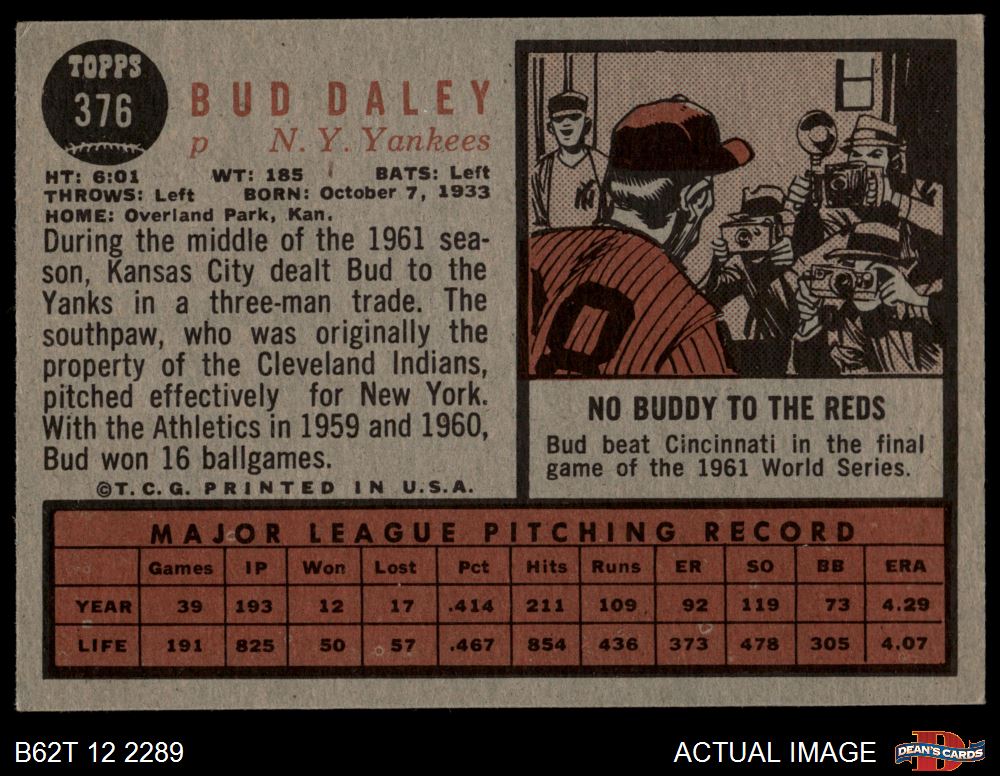 TOPPS
376
BUD DALEY
p N. Y. Yankees
HT: 6:01 WT: 185 BATS: Left
THROWS: Left BORN: October 7, 1933
HOME: Overland Park, Kan.
During the middle of the 1961 sea-
son, Kansas City dealt Bud to the
Yanks in a three-man trade. The
southpaw, who was originally the
property of the Cleveland Indians,
pitched effectively for New York.
With the Athletics in 1959 and 1960,
Bud won 16 ballgames.
©T. C. G. PRINTED IN U.S.A.
NY
NO BUDDY TO THE REDS
Bud beat Cincinnati in the final
game of the 1961 World Series.
MAJOR LEAGUE PITCHING RECORD
Games IP Won Lost Pct Hits Runs ER SO BB ERA
YEAR 39 193 12 17 .414 211 109 92 119 73 4.29
LIFE 191 825 50 57 .467 854 436 373 478 305 4.07
B62T 12 2289
ACTUAL IMAGE
D
DEAN'S CARDS